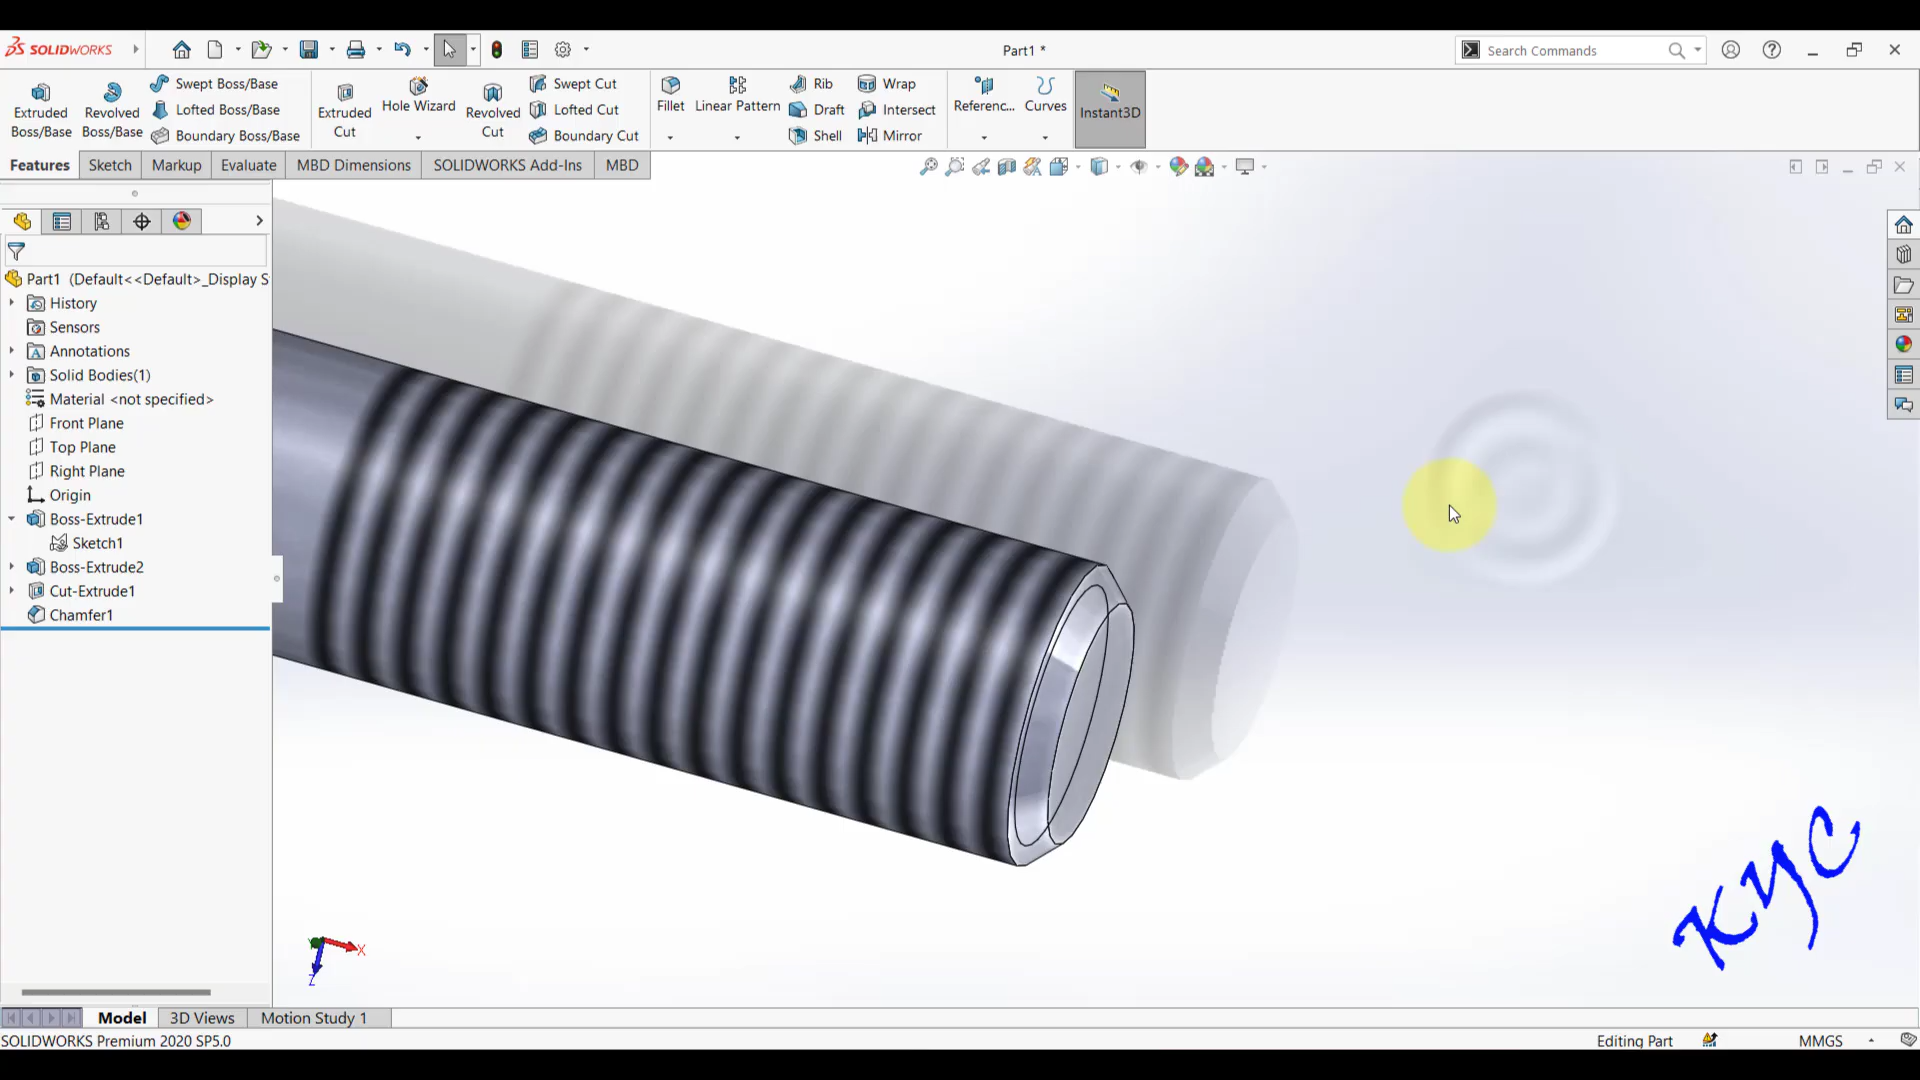 SOLIDWORKS
Part1 *
Search Commands
Extruded Boss/Base
Revolved Boss/Base
Swept Boss/Base
Lofted Boss/Base
Boundary Boss/Base
Extruded Cut
Hole Wizard
Revolved Cut
Swept Cut
Lofted Cut
Boundary Cut
Fillet
Linear Pattern
Rib
Draft
Shell
Wrap
Intersect
Mirror
Referenc...
Curves
Instant3D
Features
Sketch
Markup
Evaluate
MBD Dimensions
SOLIDWORKS Add-Ins
MBD
Part1 (Default<<Default>_Display S
History
Sensors
Annotations
Solid Bodies(1)
Material <not specified>
Front Plane
Top Plane
Right Plane
Origin
Boss-Extrude1
Sketch1
Boss-Extrude2
Cut-Extrude1
Chamfer1
X
Z
KYC
Model
3D Views
Motion Study 1
SOLIDWORKS Premium 2020 SP5.0
Editing Part
MMGS